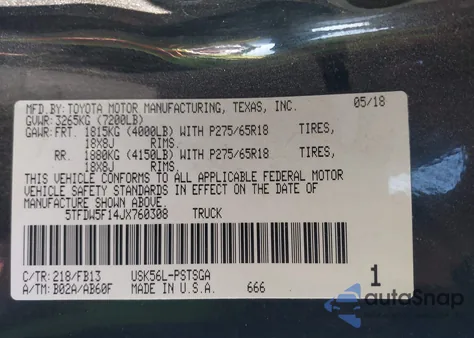 MFD.BY:TOYOTA MOTOR MANUFACTURING, TEXAS, INC. 05/18
GVWR:3265KG (7200LB)
GAWR:FRT. 1815KG (4000LB) WITH P275/65R18 TIRES,
18X8J RIMS,
RR. 1880KG (4150LB) WITH P275/65R18 TIRES,
18X8J RIMS.
THIS VEHICLE CONFORMS TO ALL APPLICABLE FEDERAL MOTOR
VEHICLE SAFETY STANDARDS IN EFFECT ON THE DATE OF
MANUFACTURE SHOWN ABOVE.
5TFDW5F14JX760308 TRUCK
C/TR:218/FB13 USK56L-PSTSGA 1
A/TM:B02A/AB60F MADE IN U.S.A. 666
autoSnap